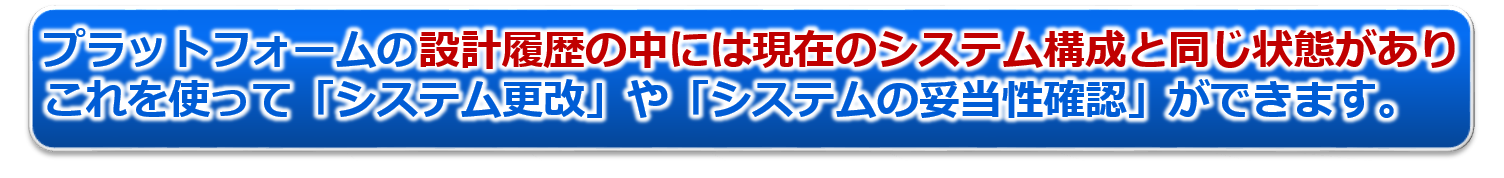 プラットフォームの設計履歴の中には現在のシステム構成と同じ状態があり
これを使って「システム更改」や「システムの妥当性確認」ができます。